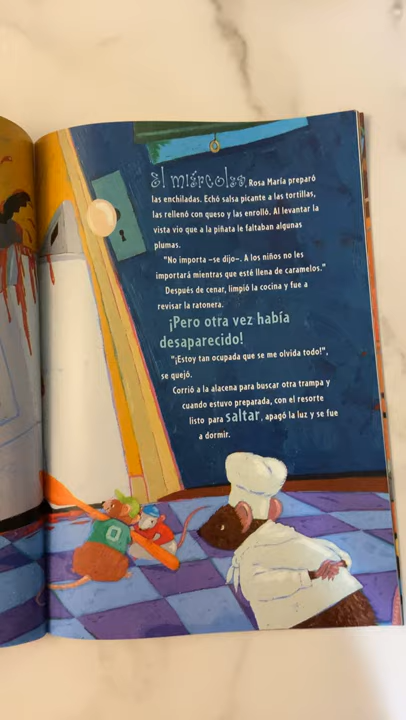 El miércoles, Rosa María preparó
las enchiladas. Echó salsa picante a las tortillas,
las rellenó con queso y las enrolló. Al levantar la
vista vio que a la piñata le faltaban algunas
plumas.
"No importa –se dijo–. A los niños no les
importará mientras que esté llena de caramelos."
Después de cenar, limpió la cocina y fue a
revisar la ratonera.
¡Pero otra vez había
desaparecido!
"¡Estoy tan ocupada que se me olvida todo!",
se quejó.
Corrió a la alacena para buscar otra trampa y
cuando estuvo preparada, con el resorte
listo para saltar, apagó la luz y se fue
a dormir.